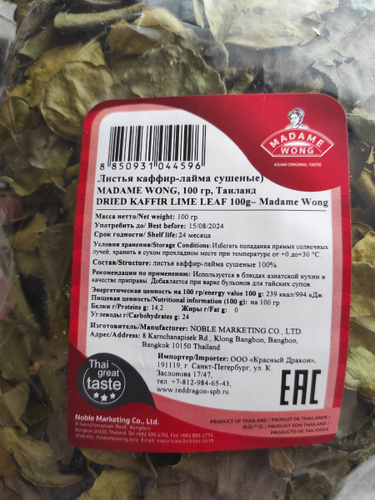 MADAME
WONG
ASIAN ORIGINAL TASTE
8 850931 044596
Листья каффир-лайма сушеные)
MADAME WONG, 100 гр, Таиланд
DRIED KAFFIR LIME LEAF 100g– Madame Wong
Масса нетто/Net weight: 100 гр
Употребить до/ Best before: 15/08/2024
Срок годности/ Shelf life: 24 месяца
Условия хранения/Storage Conditions: Избегать попадания прямых солнечных
лучей, хранить в сухом прохладном месте при температуре от +0 до+30 °C.
Состав/Structure: листья каффир-лайма сушеные 100%
Рекомендации по применению: Используется в блюдах азиатской кухни в
качестве приправы. Добавляется при варке бульонов для тайских супов
Энергетическая ценность на 100 гр/energy value 100 g: 239 ккал/994 кДж
Пищевая ценность/Nutritional information (100 g): на 100 гр
Белки г/Proteins g: 14,2 Жиры г/Fat g: 0
Углеводы г/Carbohydrates g: 24
Изготовитель/Manufacturer: NOBLE MARKETING CO., LTD.
Адрес/Address: 8 Karnchanapisek Rd., Klong Bangbon, Bangbon,
Bangkok 10150 Thailand
Импортер/Importer: ООО «Красный Дракон»,
191119, г Санкт-Петербург, ул К
Заслонова 17/47,
тел. +7-812-984-65-43,
www.reddragon-spb.ru
EAC
Thai
great
taste
Noble Marketing Co., Ltd.
8 Karnchanapisek Road, Bangbon,
PRODUCT OF THAILAND / PRODUIT DE THAÏLANDE